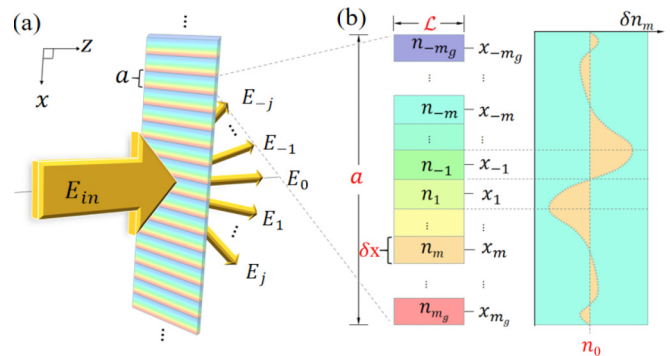 (a)
z
x
a
E_{in}
E_{-j}
E_{-1}
E_0
E_1
E_j
(b)
ℒ
a
δx
n_{-m_g}
x_{-m_g}
n_{-m}
x_{-m}
n_{-1}
x_{-1}
n_1
x_1
n_m
x_m
n_{m_g}
x_{m_g}
δn_m
n_0